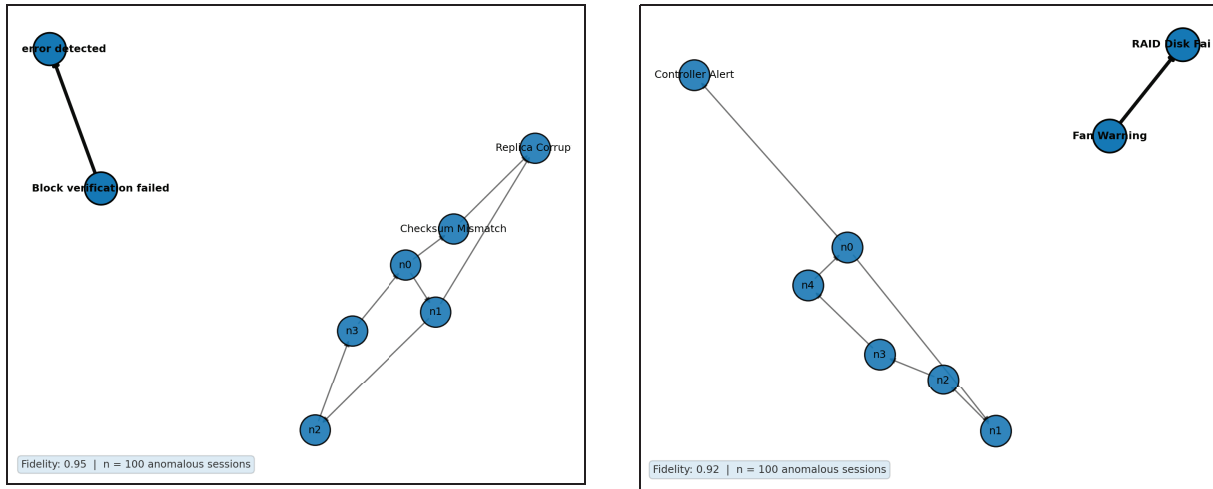 error detected
Block verification failed
Replica Corrup
Checksum Mismatch
n0
n1
n3
n2
Fidelity: 0.95 | n = 100 anomalous sessions
RAID Disk Fai
Controller Alert
Fan Warning
n0
n4
n3
n2
n1
Fidelity: 0.92 | n = 100 anomalous sessions